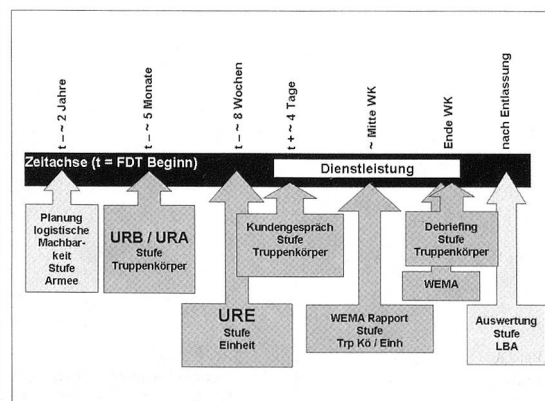 t – ~ 2 Jahre
t – ~ 5 Monate
t – ~ 8 Wochen
t + ~ 4 Tage
~ Mitte WK
Ende WK
nach Entlassung
Zeitachse (t = FDT Beginn)
Dienstleistung
Planung
logistische
Machbar-
keit
Stufe
Armee
URB / URA
Stufe
Truppenkörper
URE
Stufe
Einheit
Kundengespräch
Stufe
Truppenkörper
WEMA Rapport
Stufe
Trp Kö / Einh
Debriefing
Stufe
Truppenkörper
WEMA
Auswertung
Stufe
LBA